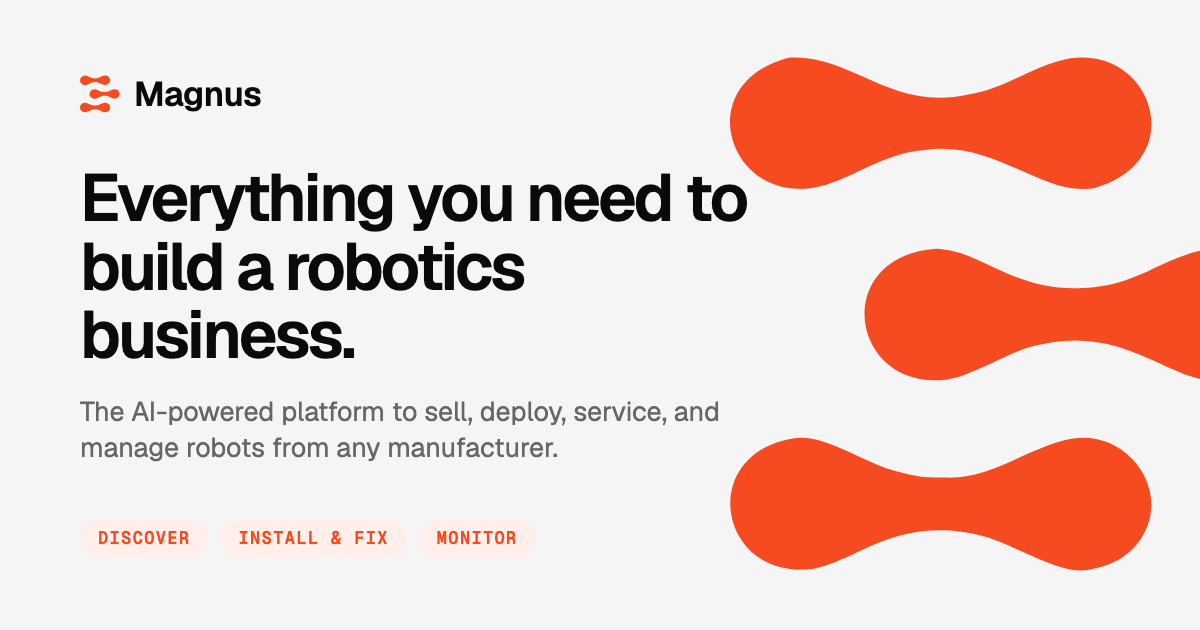 Magnus
Everything you need to
build a robotics
business.
The AI-powered platform to sell, deploy, service, and
manage robots from any manufacturer.
DISCOVER
INSTALL & FIX
MONITOR